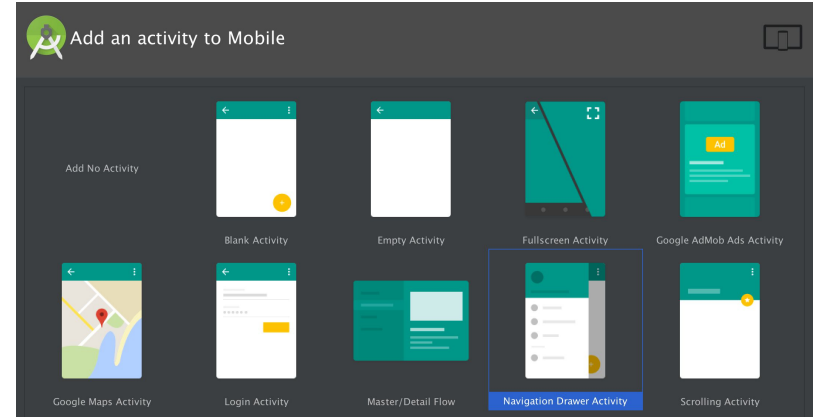 Add an activity to Mobile
Add No Activity
Blank Activity
Empty Activity
Fullscreen Activity
Ad
Google AdMob Ads Activity
Google Maps Activity
Login Activity
Master/Detail Flow
Navigation Drawer Activity
Scrolling Activity